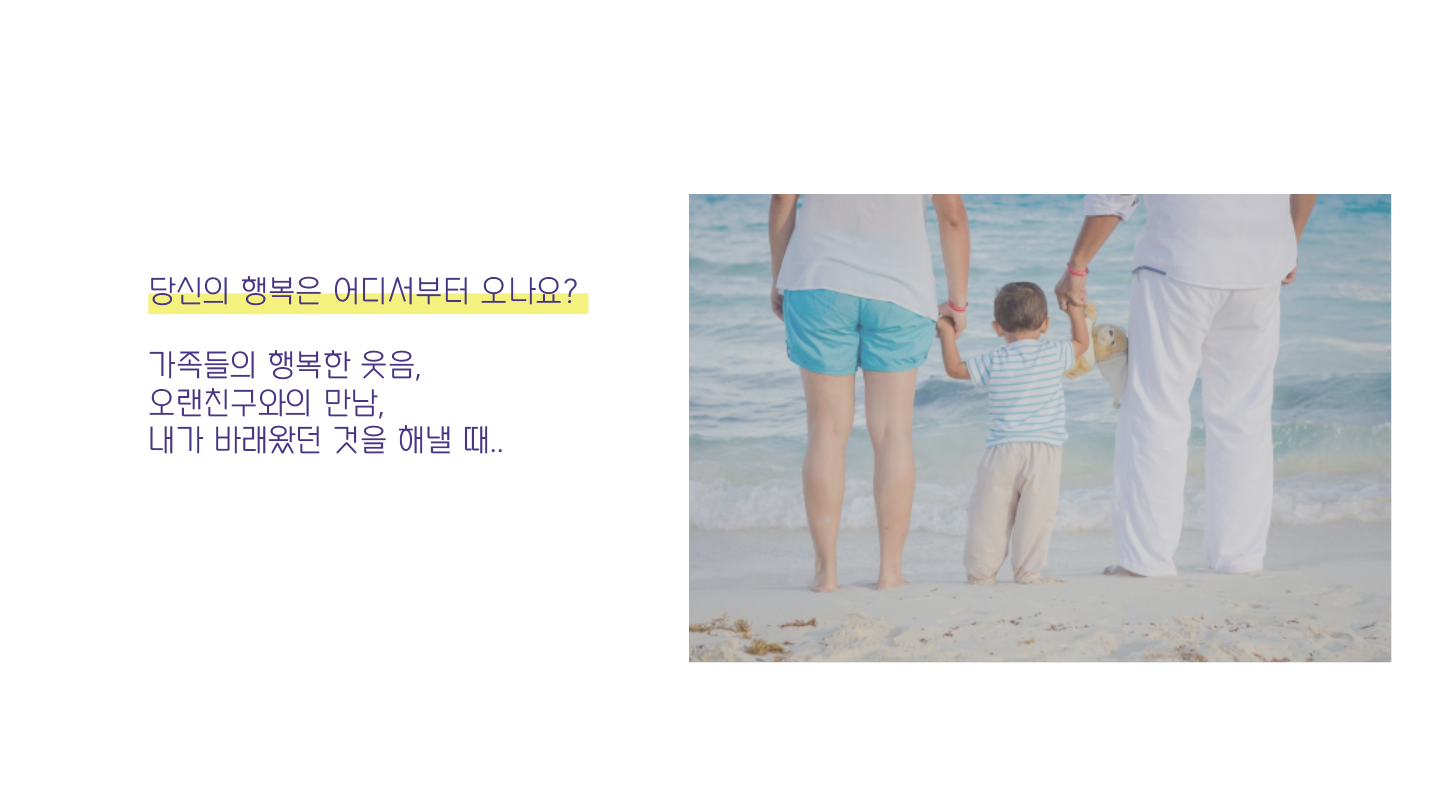 당신의 행복은 어디서부터 오나요?
가족들의 행복한 웃음,
오랜친구와의 만남,
내가 바래왔던 것을 해낼 때..